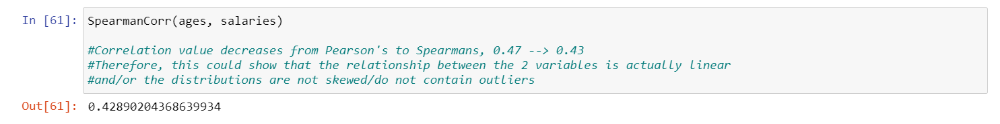 In [61]: SpearmanCorr(ages, salaries)
#Correlation value decreases from Pearson's to Spearmans, 0.47 --> 0.43
#Therefore, this could show that the relationship between the 2 variables is actually linear
#and/or the distributions are not skewed/do not contain outliers
Out[61]: 0.42890204368639934